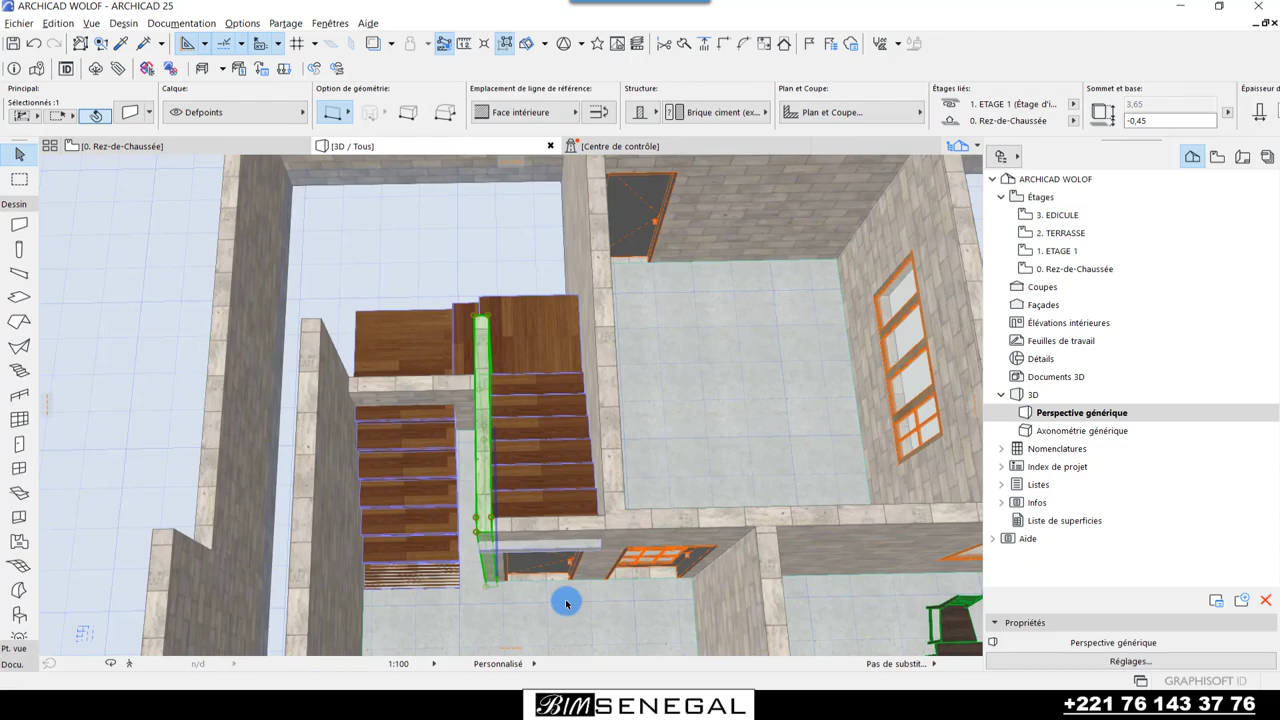 ARCHICAD WOLOF - ARCHICAD 25
Fichier Edition Vue Dessin Documentation Options Partage Fenêtres Aide
Principal: Calque: Option de géométrie: Emplacement de ligne de référence: Structure: Plan et Coupe: Étages liés: Sommet et base: Épaisseur d
Sélectionnés :1
Defpoints
Face intérieure
Brique ciment (ex...
Plan et Coupe...
1. ETAGE 1 (Étage d'i...
0. Rez-de-Chaussée
3,65
-0,45
[0. Rez-de-Chaussée] [3D / Tous] [Centre de contrôle]
Dessin
Pt. vue
Docu.
ARCHICAD WOLOF
Étages
3. EDICULE
2. TERRASSE
1. ETAGE 1
0. Rez-de-Chaussée
Coupes
Façades
Élévations intérieures
Feuilles de travail
Détails
Documents 3D
3D
Perspective générique
Axonométrie générique
Nomenclatures
Index de projet
Listes
Infos
Liste de superficies
Aide
Propriétés
Perspective générique
Réglages...
n/d 1:100 Personnalisé Pas de substit...
GRAPHISOFT ID
BIMSENEGAL
+221 76 143 37 76